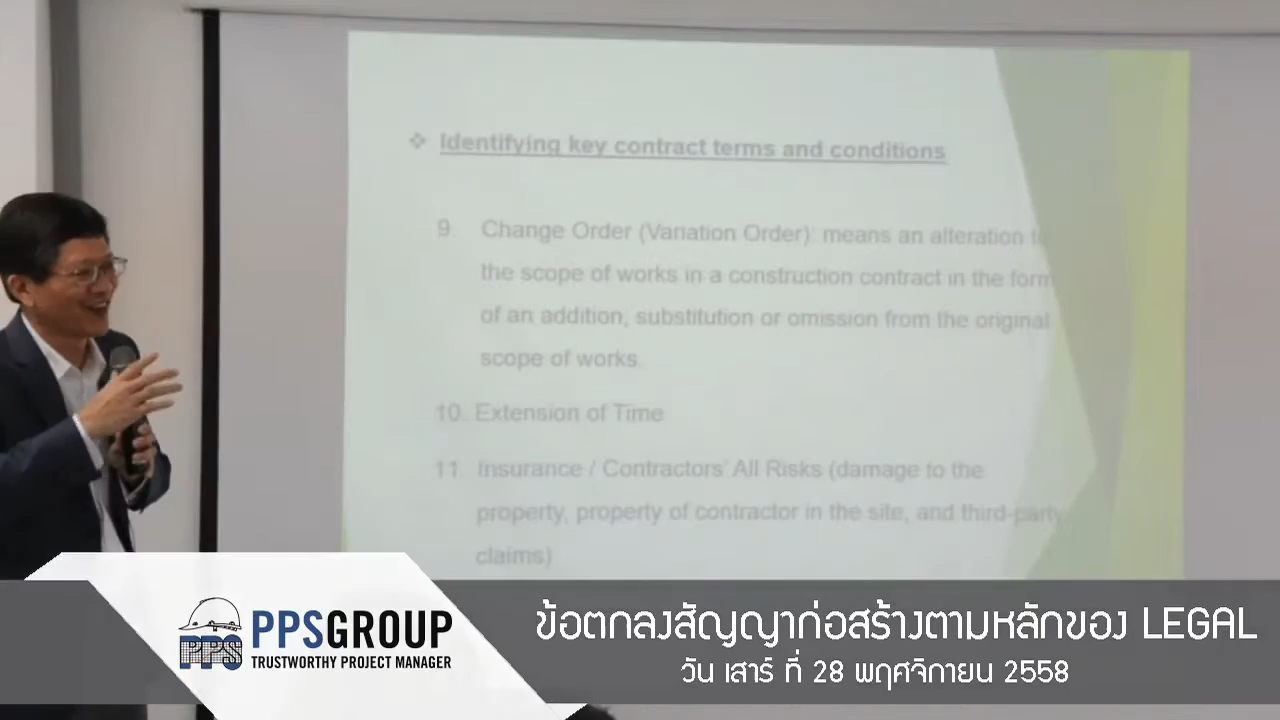 ❖ Identifying key contract terms and conditions
9. Change Order (Variation Order): means an alteration to
the scope of works in a construction contract in the form
of an addition, substitution or omission from the original
scope of works.
10. Extension of Time
11. Insurance / Contractors' All Risks (damage to the
property, property of contractor in the site, and third-party
claims)
PPS
PPSGROUP
TRUSTWORTHY PROJECT MANAGER
ข้อตกลงสัญญาก่อสร้างตามหลักของ LEGAL
วัน เสาร์ ที่ 28 พฤศจิกายน 2558